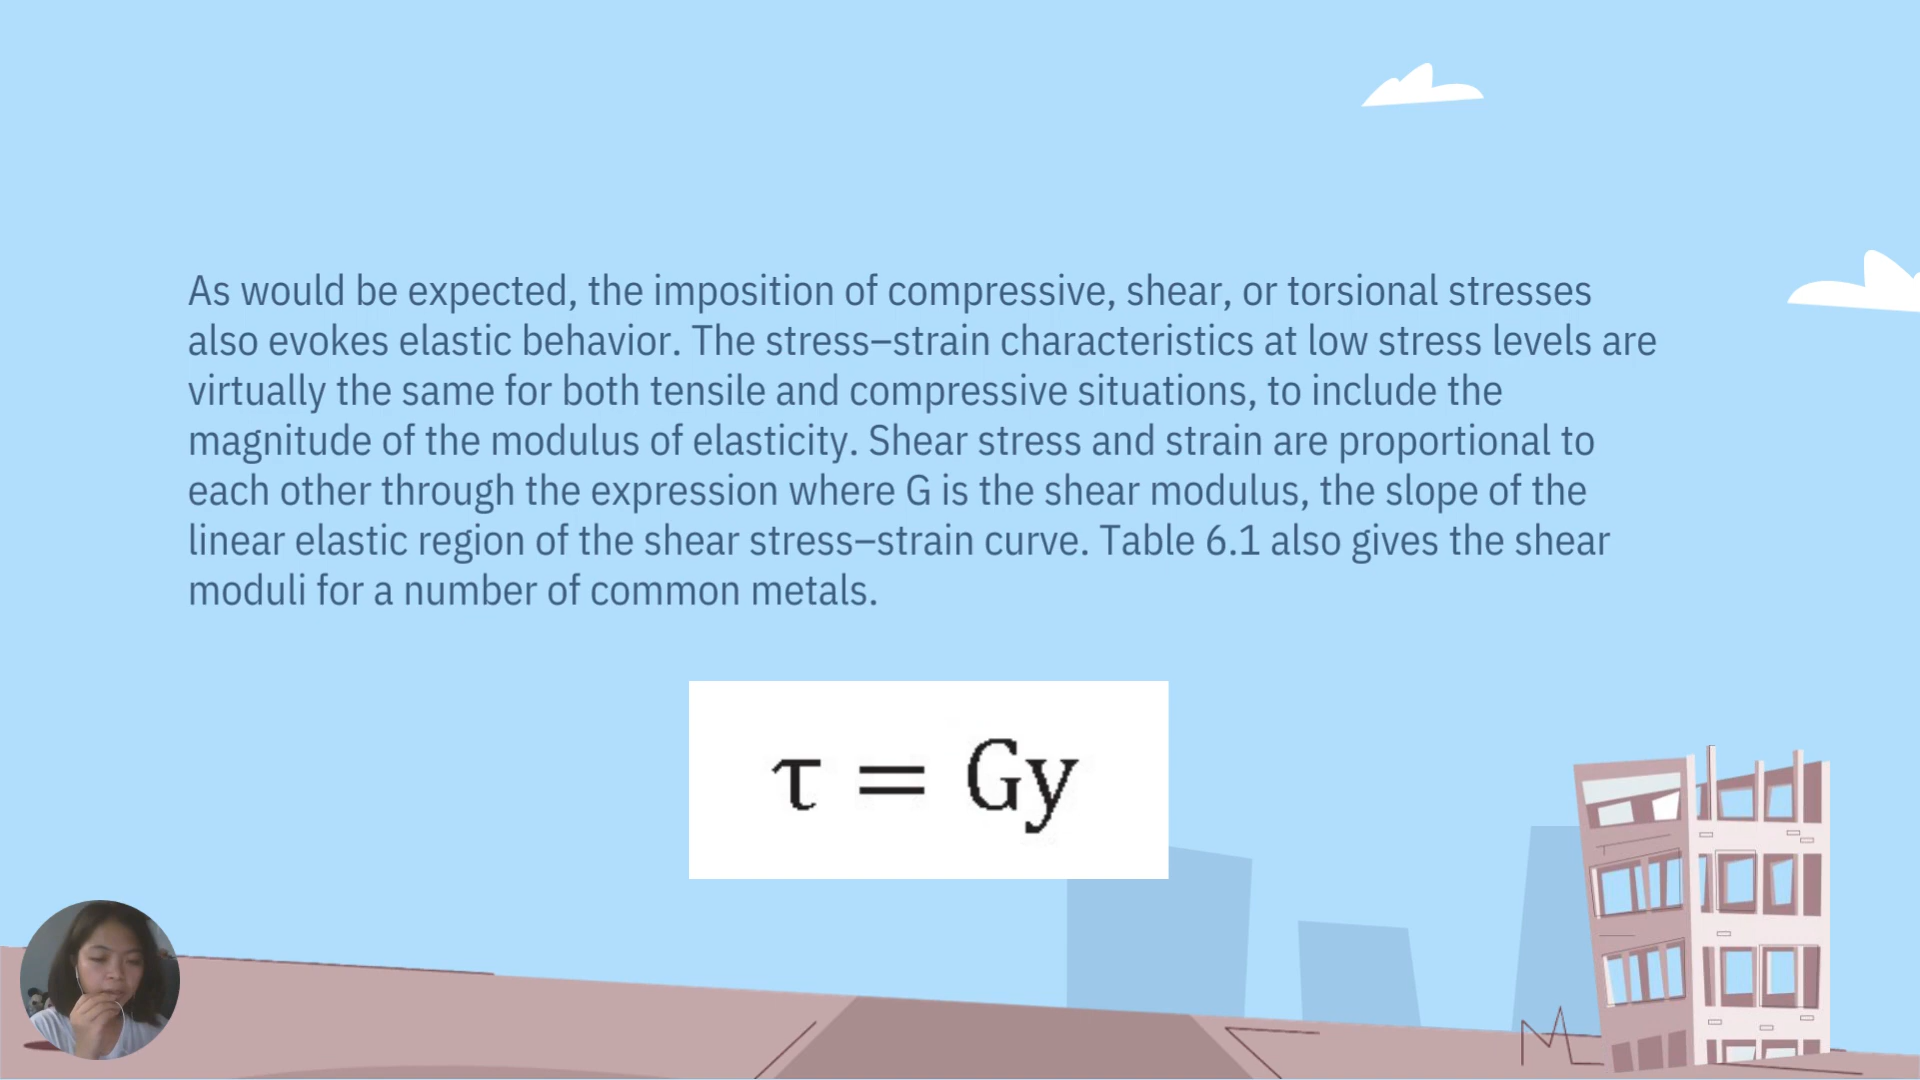 As would be expected, the imposition of compressive, shear, or torsional stresses
also evokes elastic behavior. The stress–strain characteristics at low stress levels are
virtually the same for both tensile and compressive situations, to include the
magnitude of the modulus of elasticity. Shear stress and strain are proportional to
each other through the expression where G is the shear modulus, the slope of the
linear elastic region of the shear stress–strain curve. Table 6.1 also gives the shear
moduli for a number of common metals.
τ = Gy